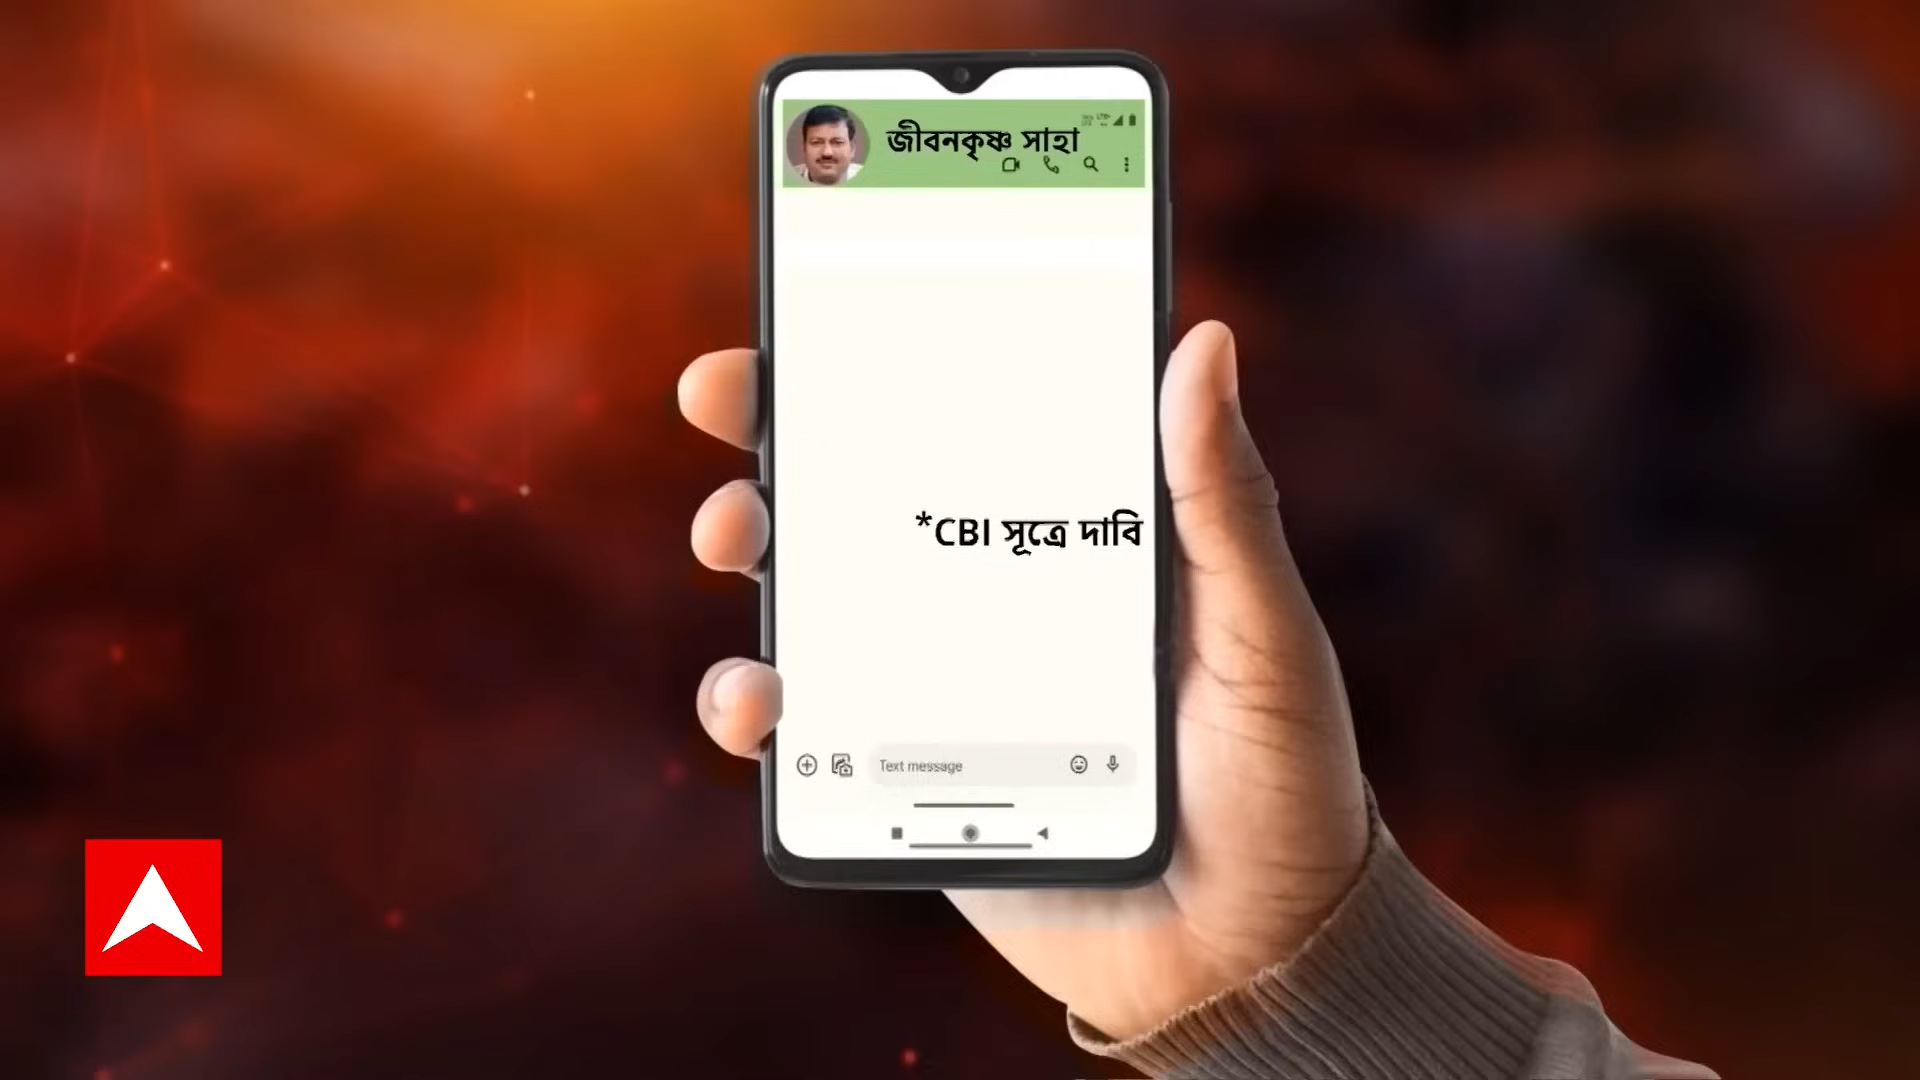 জীবনকৃষ্ণ সাহা
*CBI সূত্রে দাবি
Text message